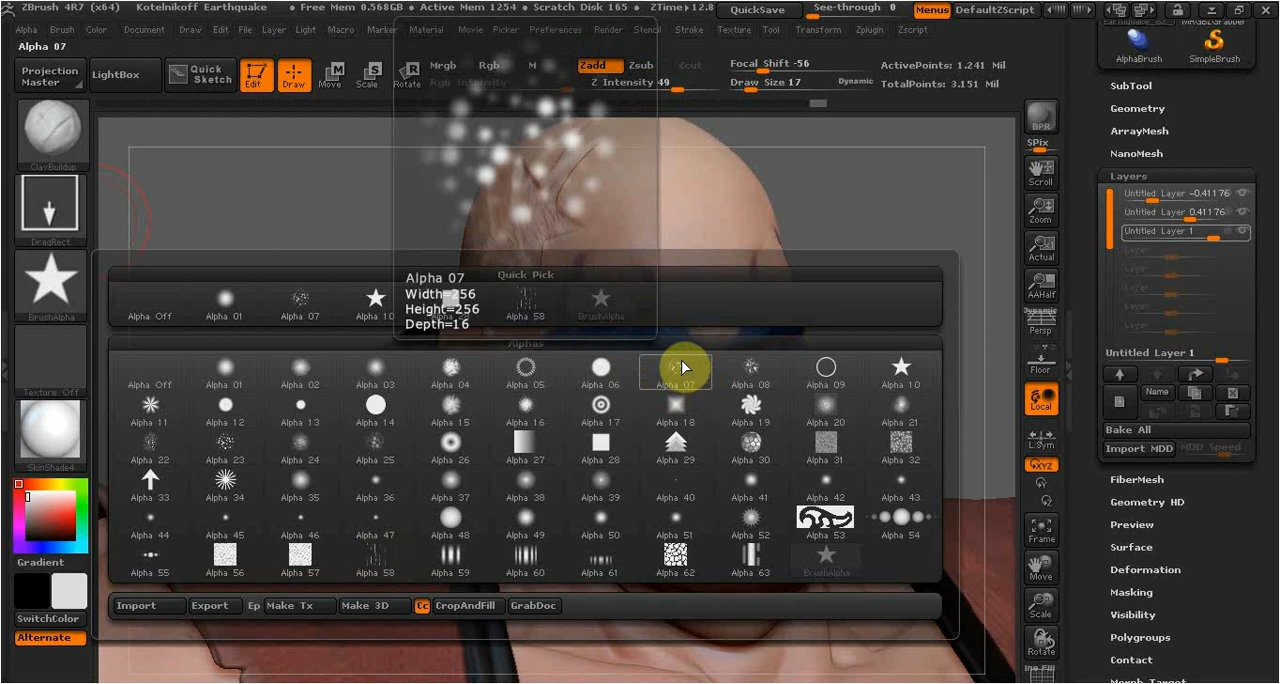 ZBrush 4R7 (x64) Kotelnikoff Earthquake • Free Mem 0.568GB • Active Mem 1254 • Scratch Disk 165 • ZTime▸12.8 QuickSave See-through 0 Menus DefaultZScript
Alpha Brush Color Document Draw Edit File Layer Light Macro Marker Material Movie Picker Preferences Render Stencil Stroke Texture Tool Transform Zplugin Zscript
Alpha 07
Projection Master
LightBox
Quick Sketch
Edit Draw Move Scale Rotate
Mrgb Rgb M Zadd Zsub Zcut
Rgb Intensity Z Intensity 49
Focal Shift -56
Draw Size 17 Dynamic
ActivePoints: 1.241 Mil
TotalPoints: 3.151 Mil
ClayBuildup
DragRect
BrushAlpha
Texture Off
SkinShade4
Gradient
SwitchColor
Alternate
Alpha 07
Width=256
Height=256
Depth=16
Quick Pick
Alpha Off Alpha 01 Alpha 07 Alpha 10 Alpha 28 Alpha 58 BrushAlpha
Alphas
Alpha Off Alpha 01 Alpha 02 Alpha 03 Alpha 04 Alpha 05 Alpha 06 Alpha 07 Alpha 08 Alpha 09 Alpha 10
Alpha 11 Alpha 12 Alpha 13 Alpha 14 Alpha 15 Alpha 16 Alpha 17 Alpha 18 Alpha 19 Alpha 20 Alpha 21
Alpha 22 Alpha 23 Alpha 24 Alpha 25 Alpha 26 Alpha 27 Alpha 28 Alpha 29 Alpha 30 Alpha 31 Alpha 32
Alpha 33 Alpha 34 Alpha 35 Alpha 36 Alpha 37 Alpha 38 Alpha 39 Alpha 40 Alpha 41 Alpha 42 Alpha 43
Alpha 44 Alpha 45 Alpha 46 Alpha 47 Alpha 48 Alpha 49 Alpha 50 Alpha 51 Alpha 52 Alpha 53 Alpha 54
Alpha 55 Alpha 56 Alpha 57 Alpha 58 Alpha 59 Alpha 60 Alpha 61 Alpha 62 Alpha 63 BrushAlpha
Import Export Ep Make Tx Make 3D Cc CropAndFill GrabDoc
BPR
SPix
Scroll
Zoom
Actual
AAHalf
Dynamic
Persp
Floor
Local
L.Sym
XYZ
Frame
Move
Scale
Rotate
AlphaBrush SimpleBrush
SubTool
Geometry
ArrayMesh
NanoMesh
Layers
Untitled Layer -0.41176
Untitled Layer 0.41176
Untitled Layer 1
Layer
Layer
Layer
Layer
Layer
Untitled Layer 1
Name
Bake All
Import MDD MDD Speed
FiberMesh
Geometry HD
Preview
Surface
Deformation
Masking
Visibility
Polygroups
Contact
Morph Target